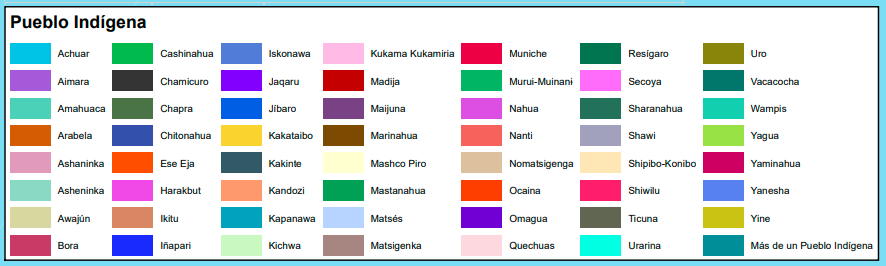 Pueblo Indígena
Achuar
Aimara
Amahuaca
Arabela
Ashaninka
Asheninka
Awajún
Bora
Cashinahua
Chamicuro
Chapra
Chitonahua
Ese Eja
Harakbut
Ikitu
Iñapari
Iskonawa
Jaqaru
Jíbaro
Kakataibo
Kakinte
Kandozi
Kapanawa
Kichwa
Kukama Kukamiria
Madija
Maijuna
Marinahua
Mashco Piro
Mastanahua
Matsés
Matsigenka
Muniche
Murui-Muinani
Nahua
Nanti
Nomatsigenga
Ocaina
Omagua
Quechuas
Resígaro
Secoya
Sharanahua
Shawi
Shipibo-Konibo
Shiwilu
Ticuna
Urarina
Uro
Vacacocha
Wampis
Yagua
Yaminahua
Yanesha
Yine
Más de un Pueblo Indígena